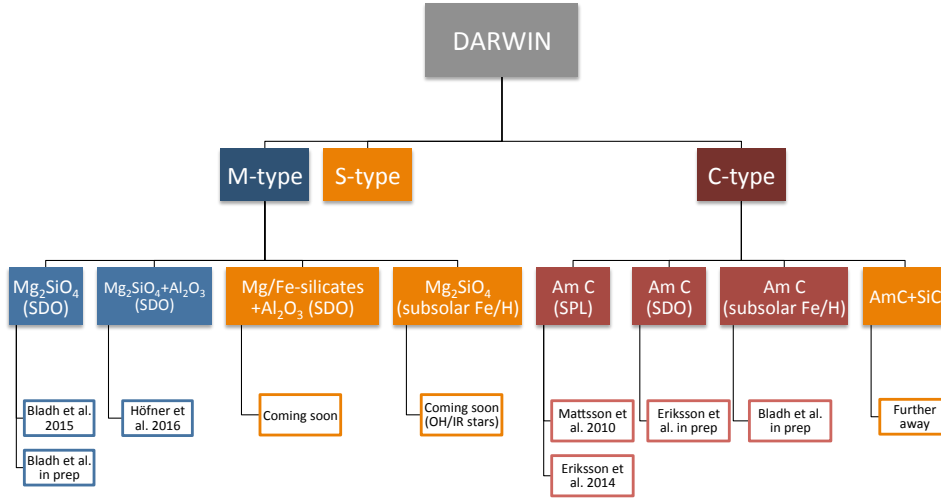 DARWIN
M-type
S-type
C-type
Mg₂SiO₄
(SDO)
Mg₂SiO₄+Al₂O₃
(SDO)
Mg/Fe-silicates
+Al₂O₃ (SDO)
Mg₂SiO₄
(subsolar Fe/H)
Am C
(SPL)
Am C
(SDO)
Am C
(subsolar Fe/H)
AmC+SiC
Bladh et al.
2015
Bladh et al.
in prep
Höfner et
al. 2016
Coming soon
Coming soon
(OH/IR stars)
Mattsson
et al. 2010
Eriksson
et al. 2014
Eriksson et
al. in prep
Bladh et al.
in prep
Further
away